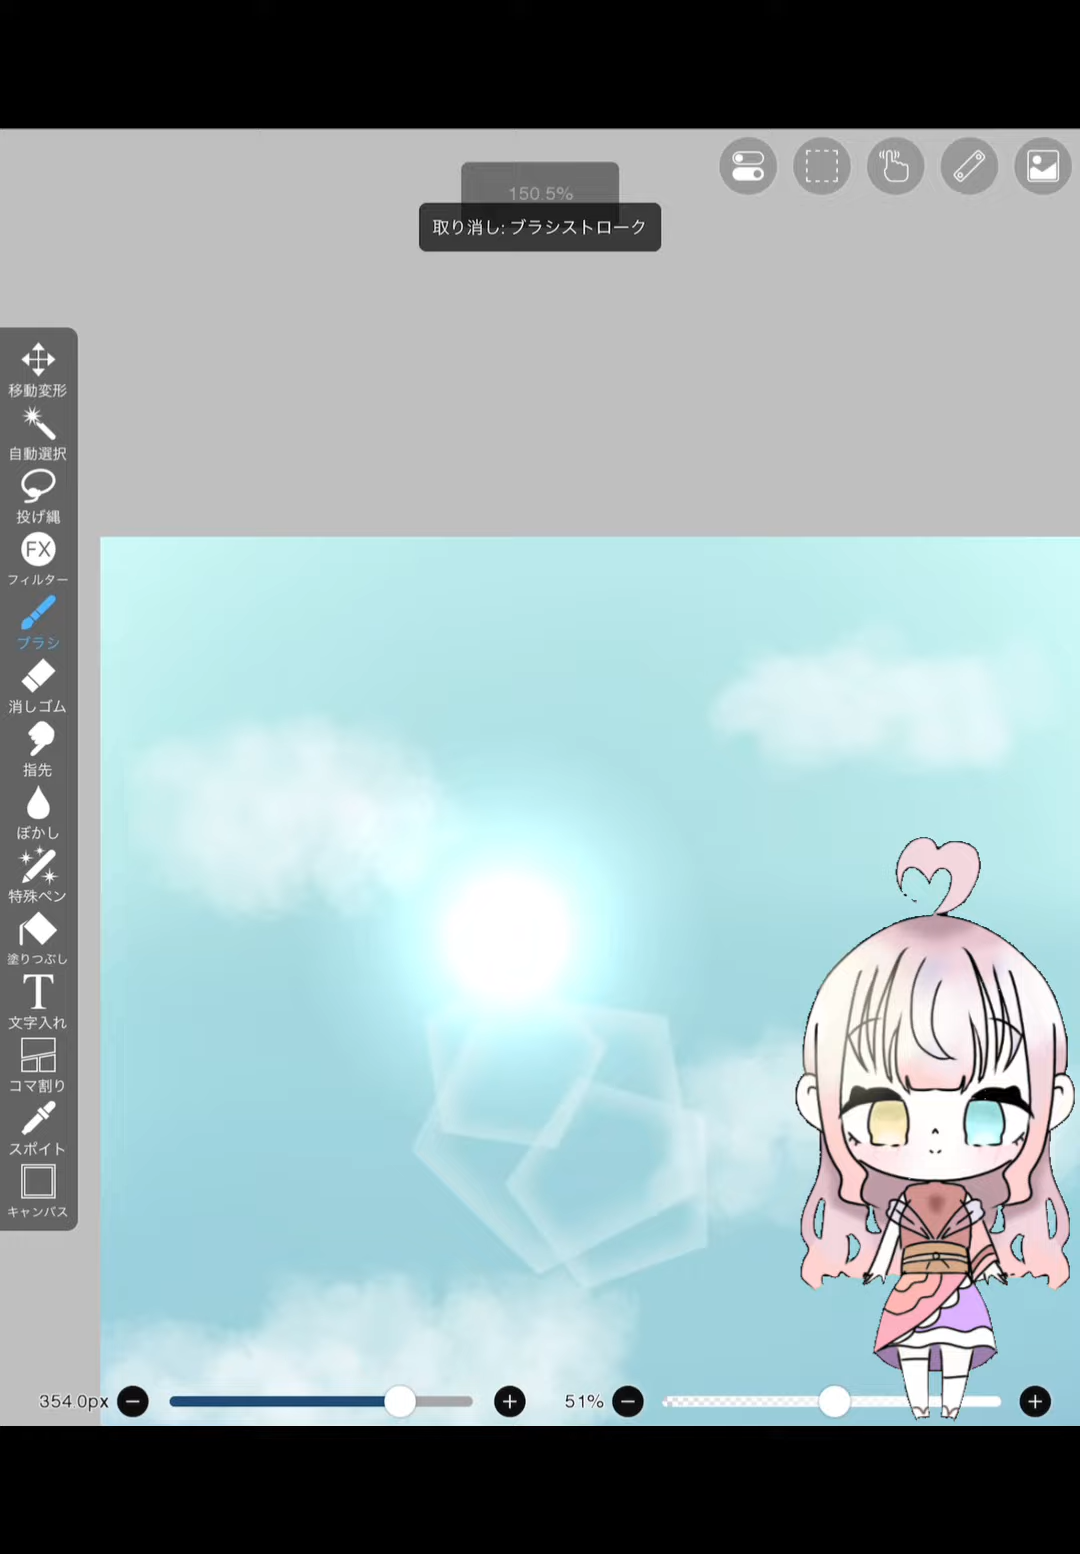 150.5%
取り消し: ブラシストローク
移動変形
自動選択
投げ縄
FX
フィルター
ブラシ
消しゴム
指先
ぼかし
特殊ペン
塗りつぶし
T
文字入れ
コマ割り
スポイト
キャンバス
354.0px
51%